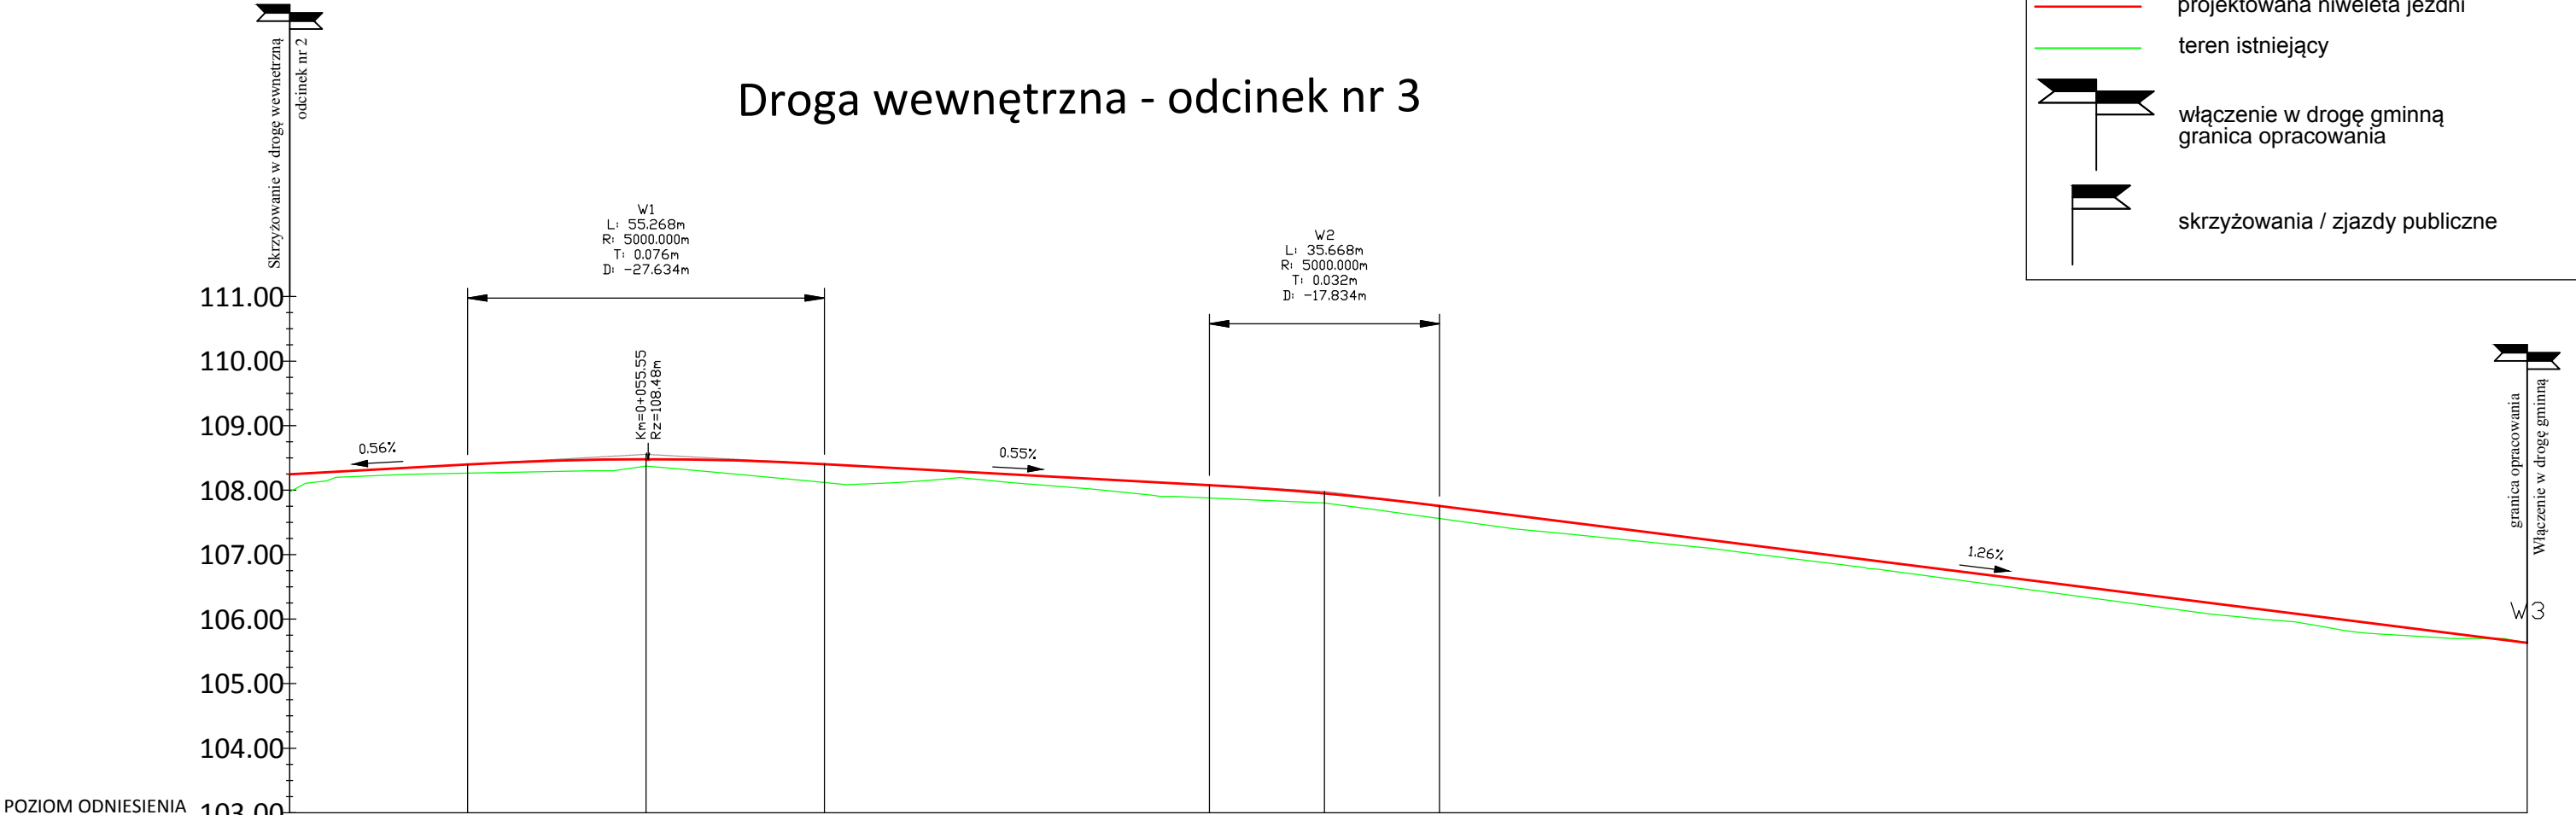 Skrzyżowanie w drogę wewnetrzną
odcinek nr 2
Droga wewnętrzna - odcinek nr 3
projektowana niweleta jezdni
teren istniejący
włączenie w drogę gminną
granica opracowania
skrzyżowania / zjazdy publiczne
W1
L: 55.268m
R: 5000.000m
T: 0.076m
D: -27.634m
W2
L: 35.668m
R: 5000.000m
T: 0.032m
D: -17.834m
Km=0+055.55
Rz=108.48m
111.00
110.00
109.00
108.00
107.00
106.00
105.00
104.00
POZIOM ODNIESIENIA 103.00
0.56%
0.55%
1.26%
granica opracowania
Włączenie w drogę gminną
W3